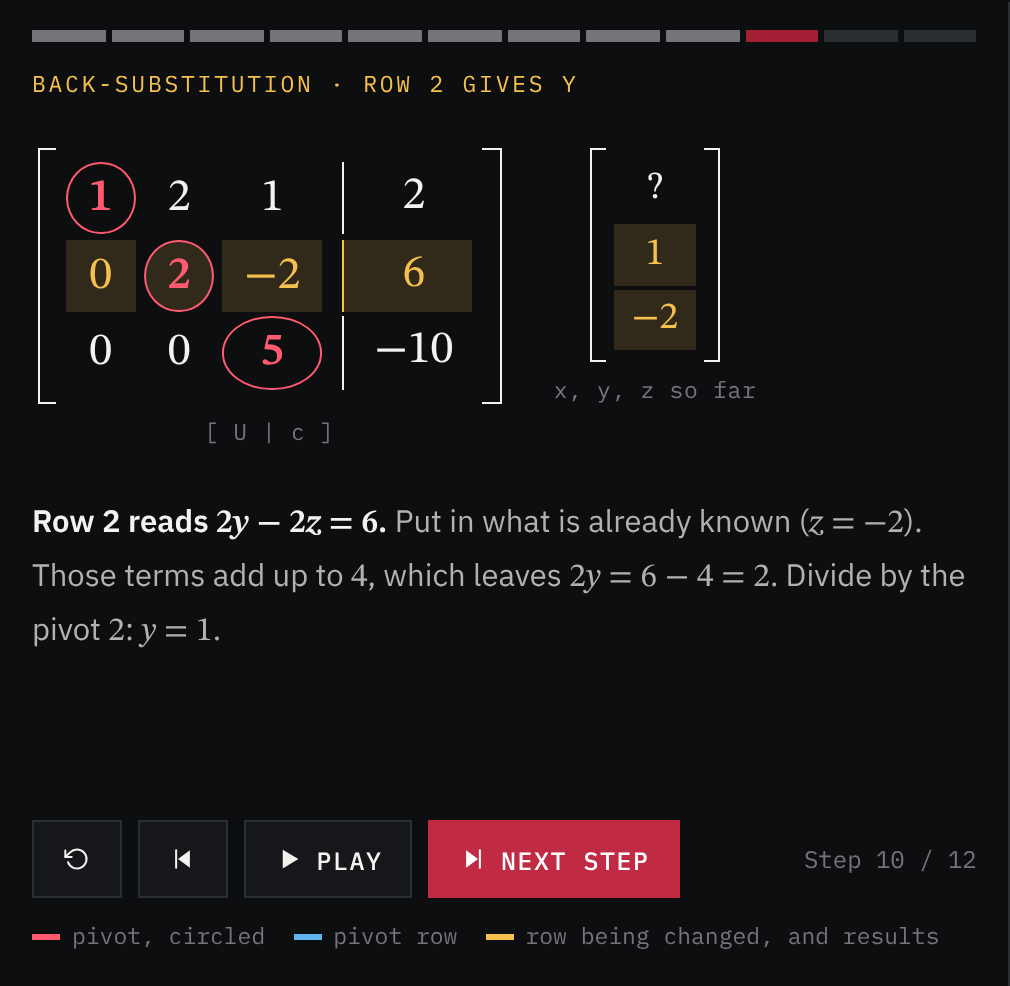 BACK-SUBSTITUTION · ROW 2 GIVES Y
1 2 1 | 2
0 2 −2 | 6
0 0 5 | −10
[ U | c ]
?
1
−2
x, y, z so far
Row 2 reads 2y − 2z = 6. Put in what is already known (z = −2).
Those terms add up to 4, which leaves 2y = 6 − 4 = 2. Divide by the
pivot 2: y = 1.
PLAY
NEXT STEP
Step 10 / 12
pivot, circled
pivot row
row being changed, and results